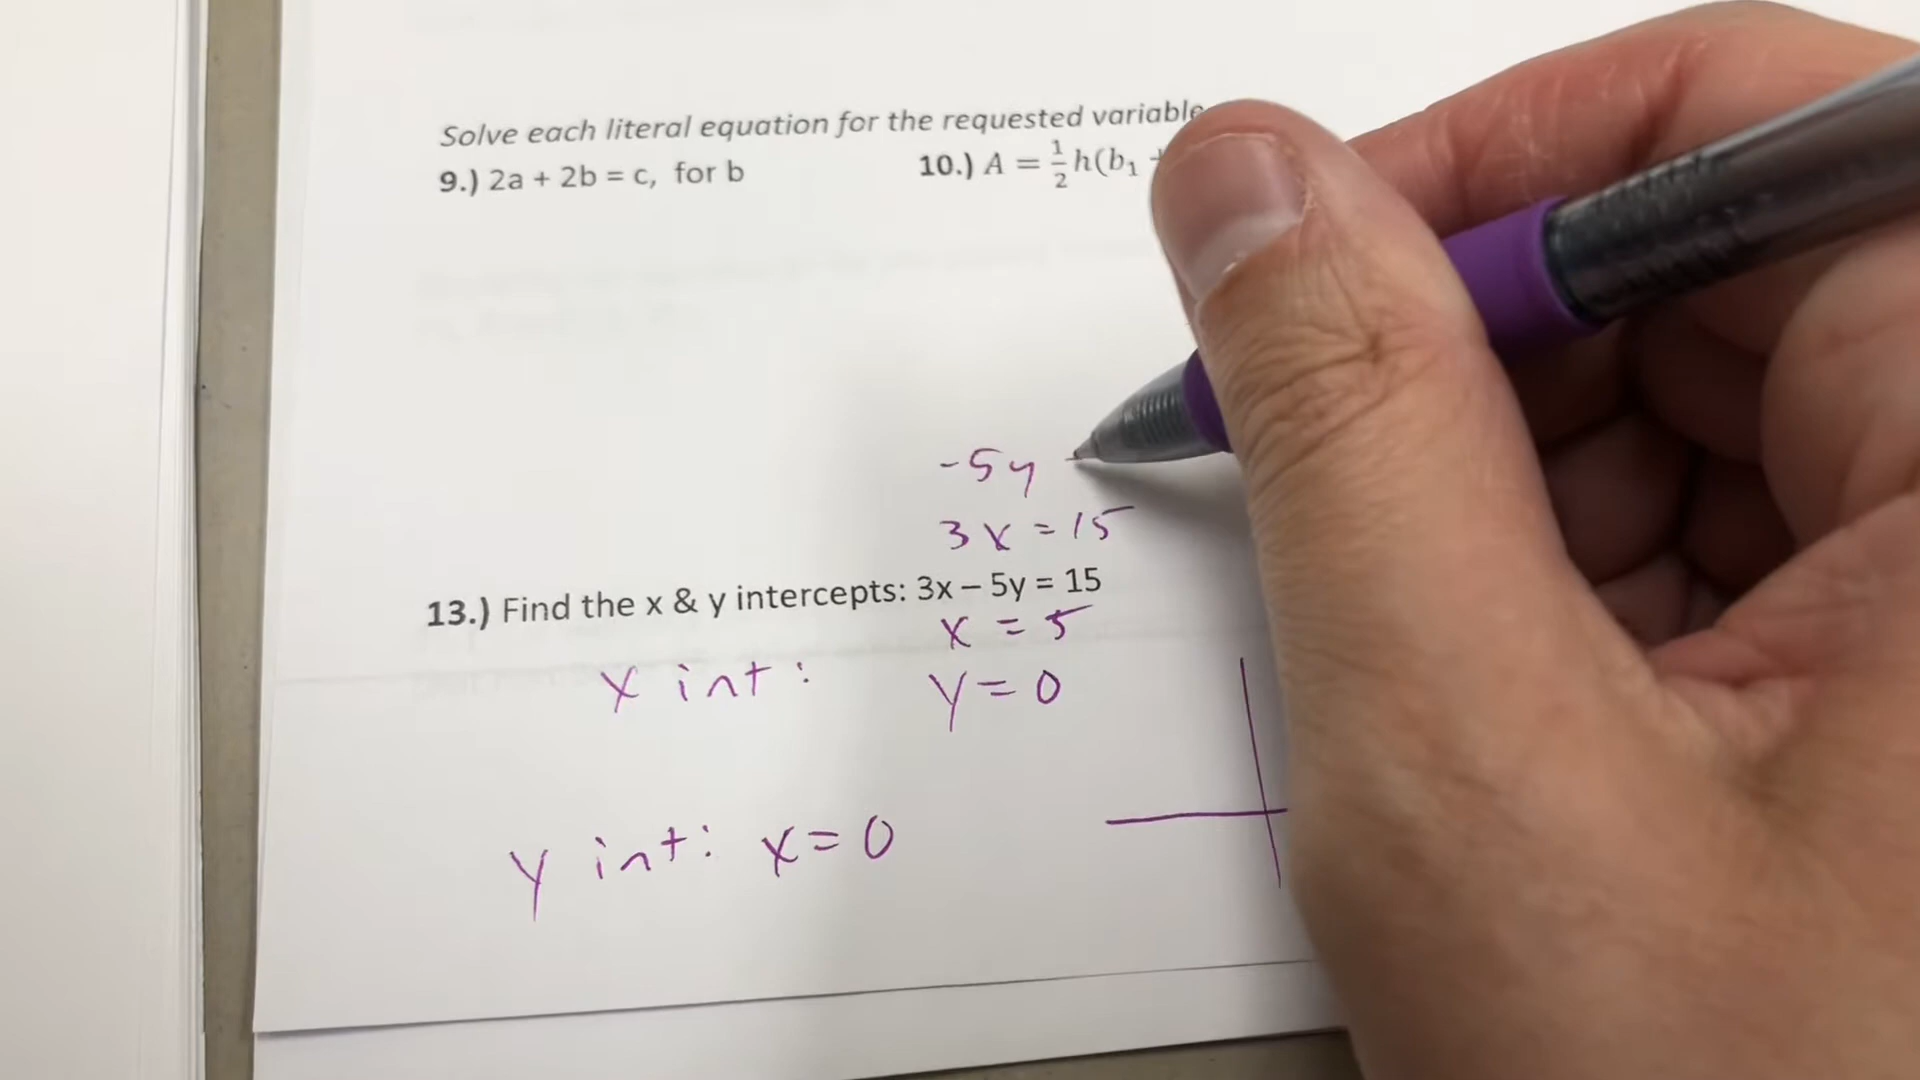 Solve each literal equation for the requested variable
9.) 2a + 2b = c, for b
10.) A = 1/2 h(b₁ +
-5y
3x = 15
13.) Find the x & y intercepts: 3x – 5y = 15
x = 5
x int: y = 0
y int: x = 0